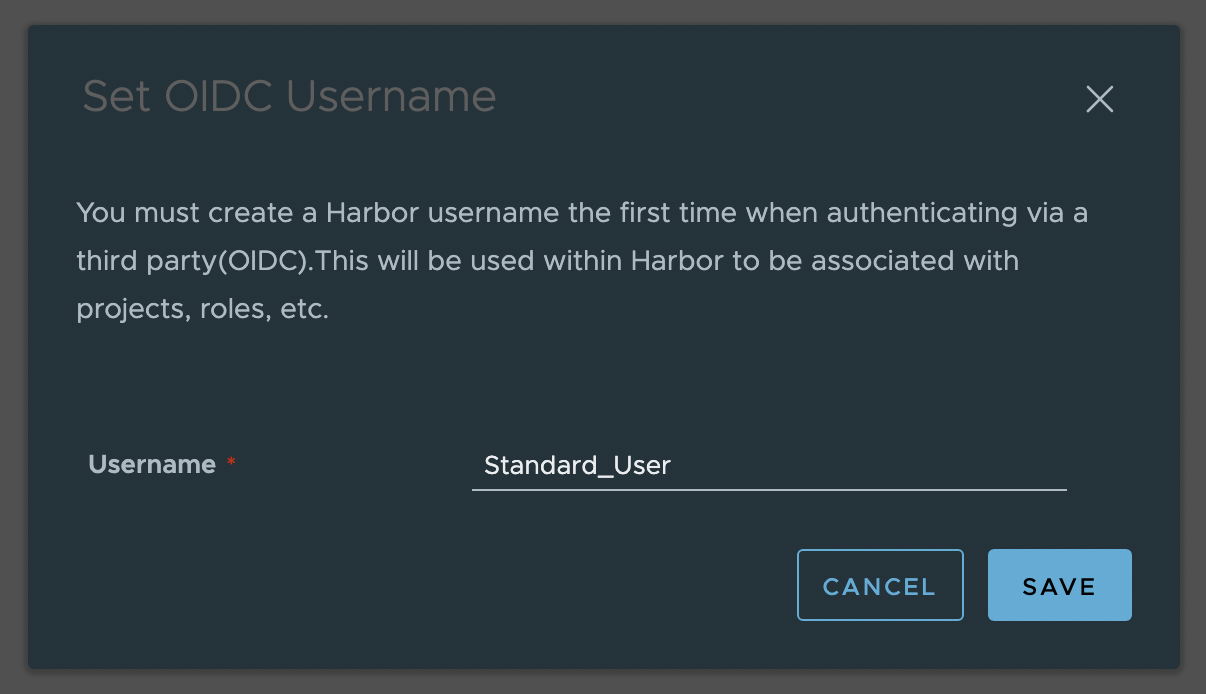 Set OIDC Username
You must create a Harbor username the first time when authenticating via a
third party(OIDC).This will be used within Harbor to be associated with
projects, roles, etc.
Username * Standard_User
CANCEL SAVE